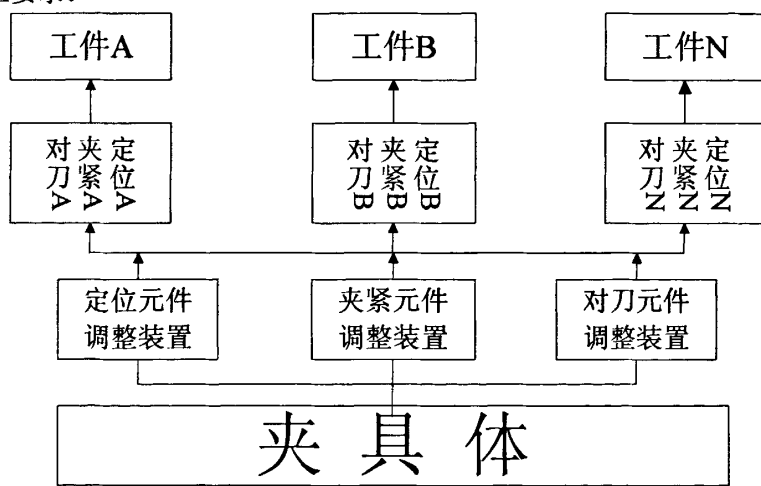 工件A
工件B
工件N
定位A
夹紧A
对刀A
定位B
夹紧B
对刀B
定位N
夹紧N
对刀N
定位元件
调整装置
夹紧元件
调整装置
对刀元件
调整装置
夹具体